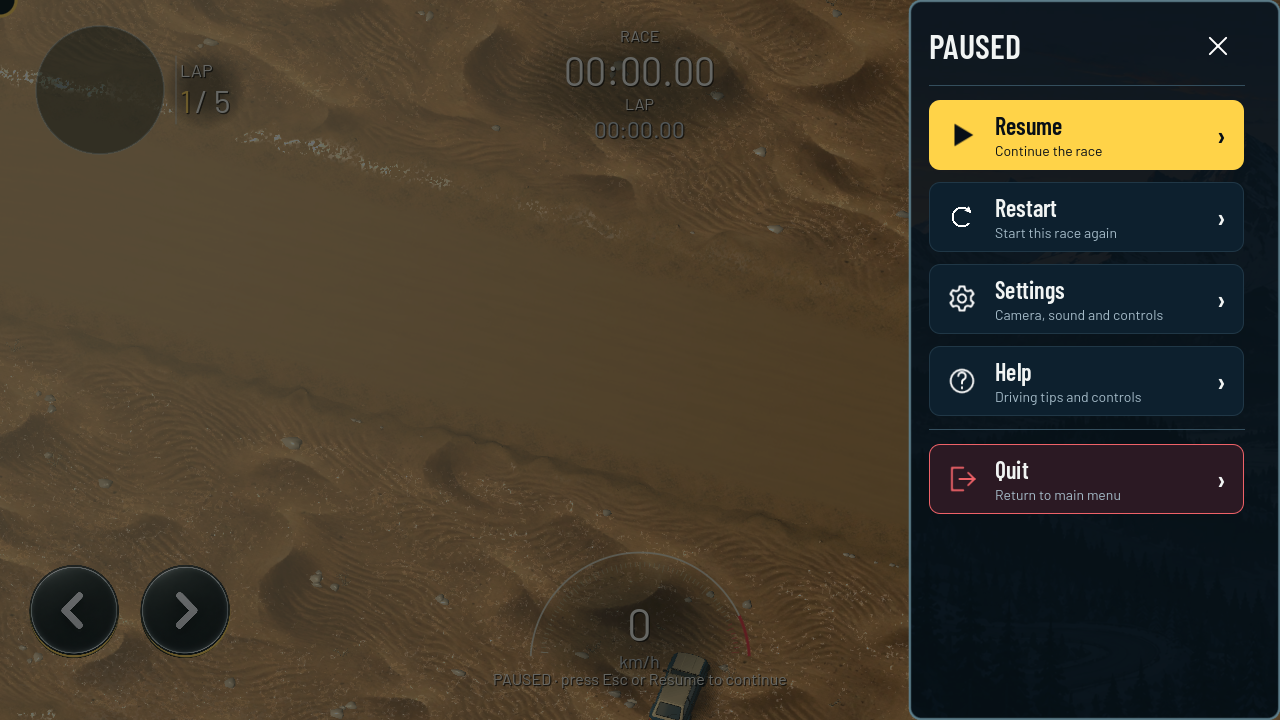 LAP
1/ 5
RACE
00:00.00
LAP
00:00.00
0
km/h
PAUSED · press Esc or Resume to continue
PAUSED
Resume
Continue the race
Restart
Start this race again
Settings
Camera, sound and controls
Help
Driving tips and controls
Quit
Return to main menu